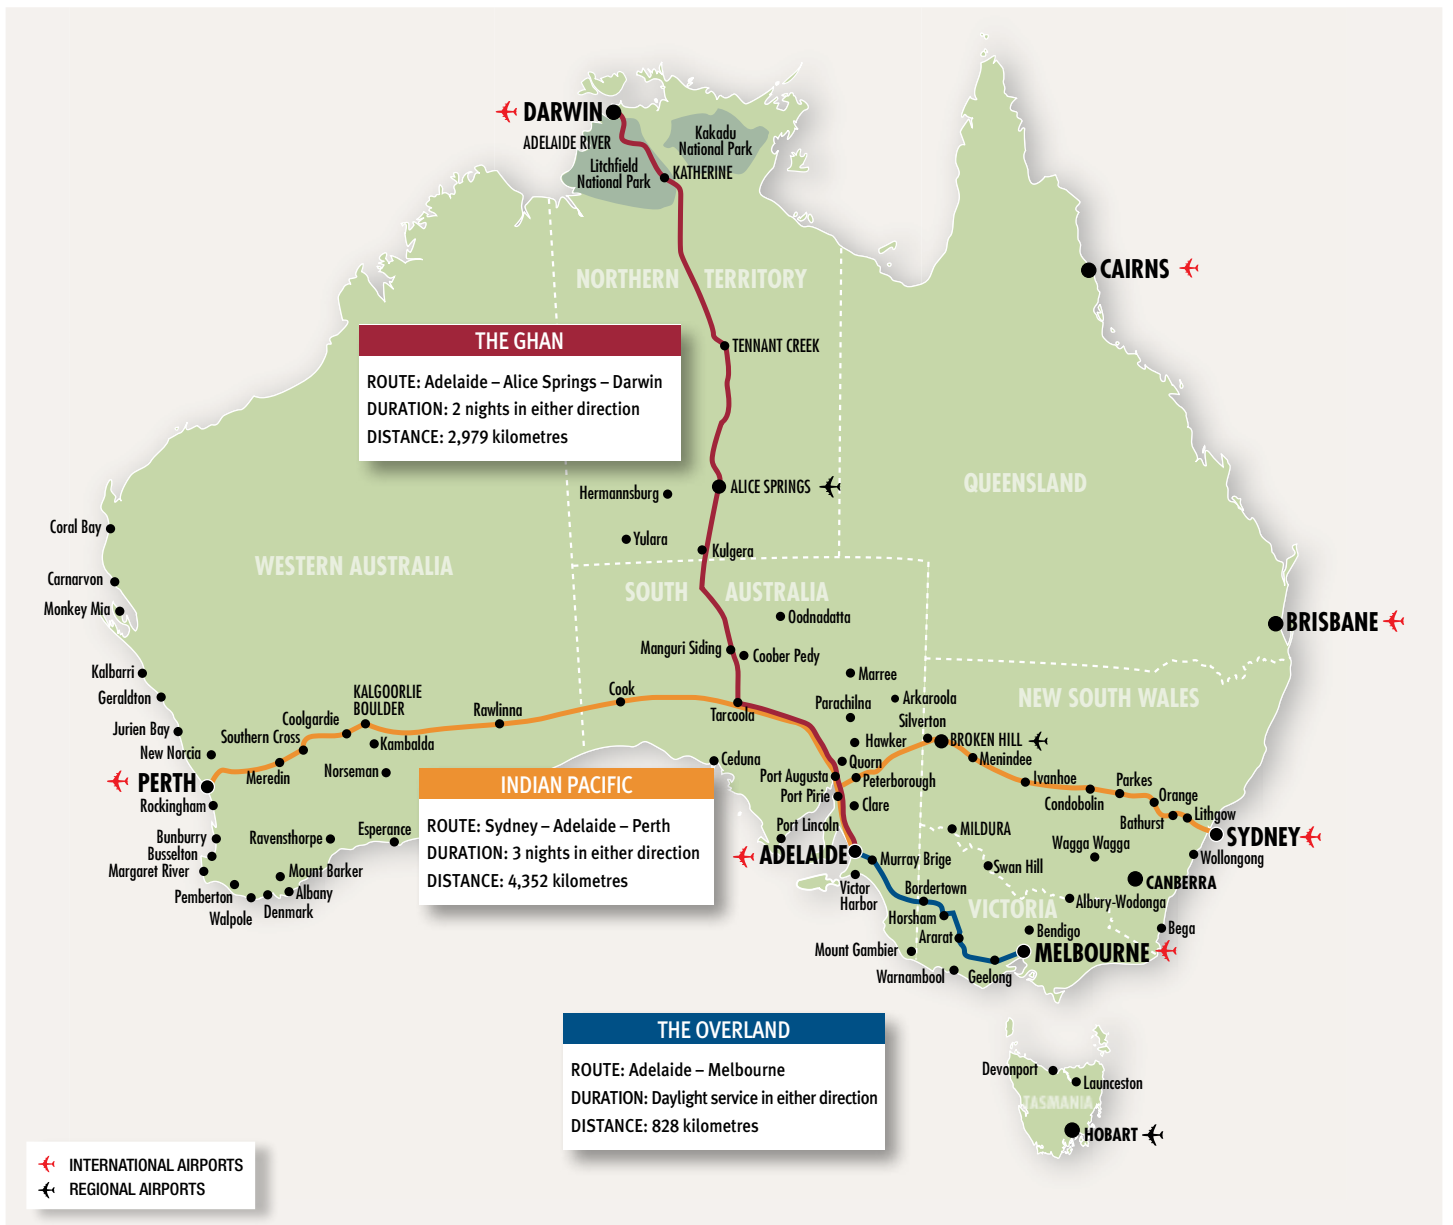 DARWIN
ADELAIDE RIVER
Kakadu
National Park
Litchfield
National Park
KATHERINE
CAIRNS
NORTHERN TERRITORY
THE GHAN
ROUTE: Adelaide – Alice Springs – Darwin
DURATION: 2 nights in either direction
DISTANCE: 2,979 kilometres
TENNANT CREEK
QUEENSLAND
Hermannsburg
ALICE SPRINGS
Coral Bay
Yulara
Kulgera
WESTERN AUSTRALIA
Carnarvon
SOUTH AUSTRALIA
Monkey Mia
Oodnadatta
BRISBANE
Manguri Siding
Coober Pedy
Kalbarri
Marree
Geraldton
KALGOORLIE
BOULDER
Cook
Rawlinna
Tarcoola
Parachilna
Arkaroola
NEW SOUTH WALES
Jurien Bay
Coolgardie
Southern Cross
Kambalda
Silverton
BROKEN HILL
Hawker
New Norcia
Menindee
Meredin
Norseman
Ceduna
Quorn
PERTH
Port Augusta
Peterborough
Ivanhoe
Parkes
Rockingham
Port Pirie
Clare
Condobolin
Orange
Lithgow
Bathurst
INDIAN PACIFIC
ROUTE: Sydney – Adelaide – Perth
DURATION: 3 nights in either direction
DISTANCE: 4,352 kilometres
Port Lincoln
MILDURA
SYDNEY
Bunburry
Ravensthorpe
Esperance
Wagga Wagga
Busselton
ADELAIDE
Murray Brige
Swan Hill
Wollongong
Margaret River
Mount Barker
CANBERRA
Pemberton
Albany
Victor
Harbor
Bordertown
Albury-Wodonga
Walpole
Denmark
Horsham
VICTORIA
Bega
Ararat
Bendigo
Mount Gambier
MELBOURNE
Warnambool
Geelong
THE OVERLAND
ROUTE: Adelaide – Melbourne
DURATION: Daylight service in either direction
DISTANCE: 828 kilometres
Devonport
Launceston
TASMANIA
HOBART
INTERNATIONAL AIRPORTS
REGIONAL AIRPORTS